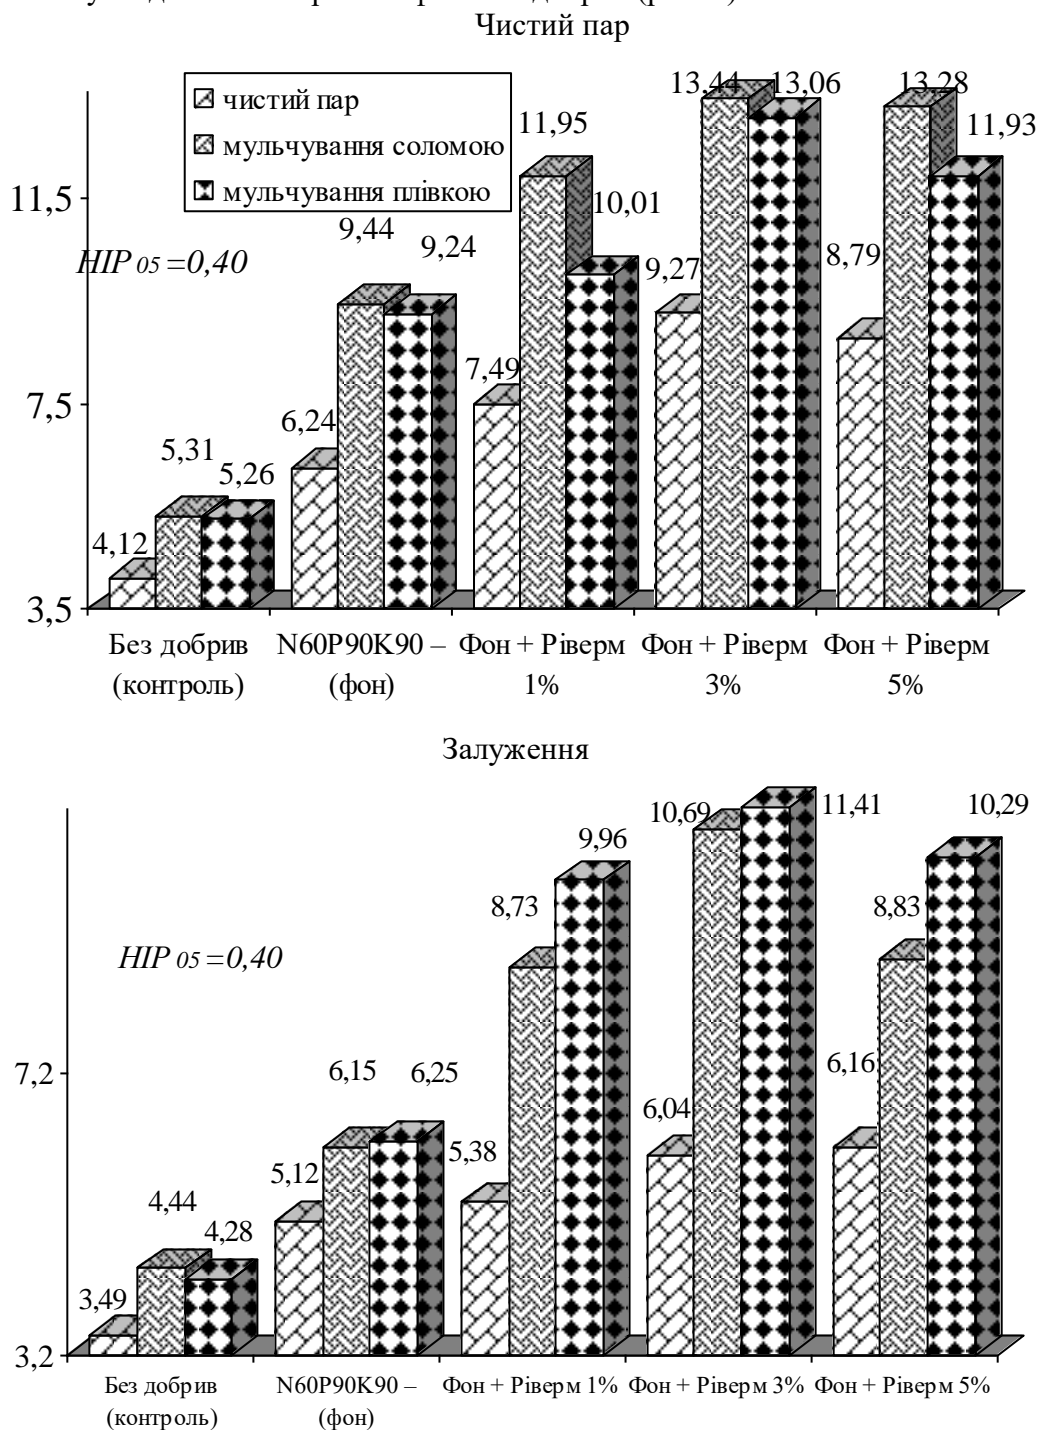 Чистий пар
13,44
13,06
13,28
чистий пар
мульчування соломою
мульчування плівкою
11,95
11,93
11,5
10,01
9,44
9,24
НІР 05 =0,40
9,27
8,79
7,49
7,5
6,24
5,31
5,26
4,12
3,5
Без добрив
(контроль)
N60P90K90 –
(фон)
Фон + Ріверм
1%
Фон + Ріверм
3%
Фон + Ріверм
5%
Залуження
10,69
11,41
10,29
9,96
8,73
8,83
НІР 05 =0,40
7,2
6,15
6,25
6,16
6,04
5,38
5,12
4,44
4,28
3,49
3,2
Без добрив
(контроль)
N60P90K90 –
(фон)
Фон + Ріверм 1%
Фон + Ріверм 3%
Фон + Ріверм 5%